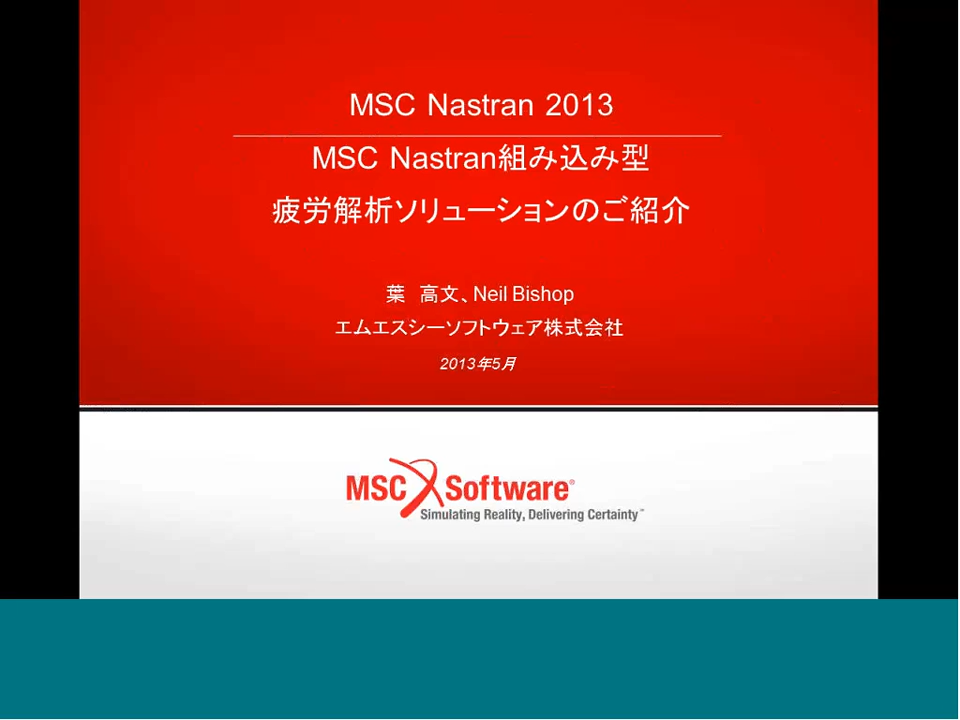 MSC Nastran 2013
MSC Nastran組み込み型
疲労解析ソリューションのご紹介
葉　高文、Neil Bishop
エムエスシーソフトウェア株式会社
2013年5月
MSC Software®
Simulating Reality, Delivering Certainty™